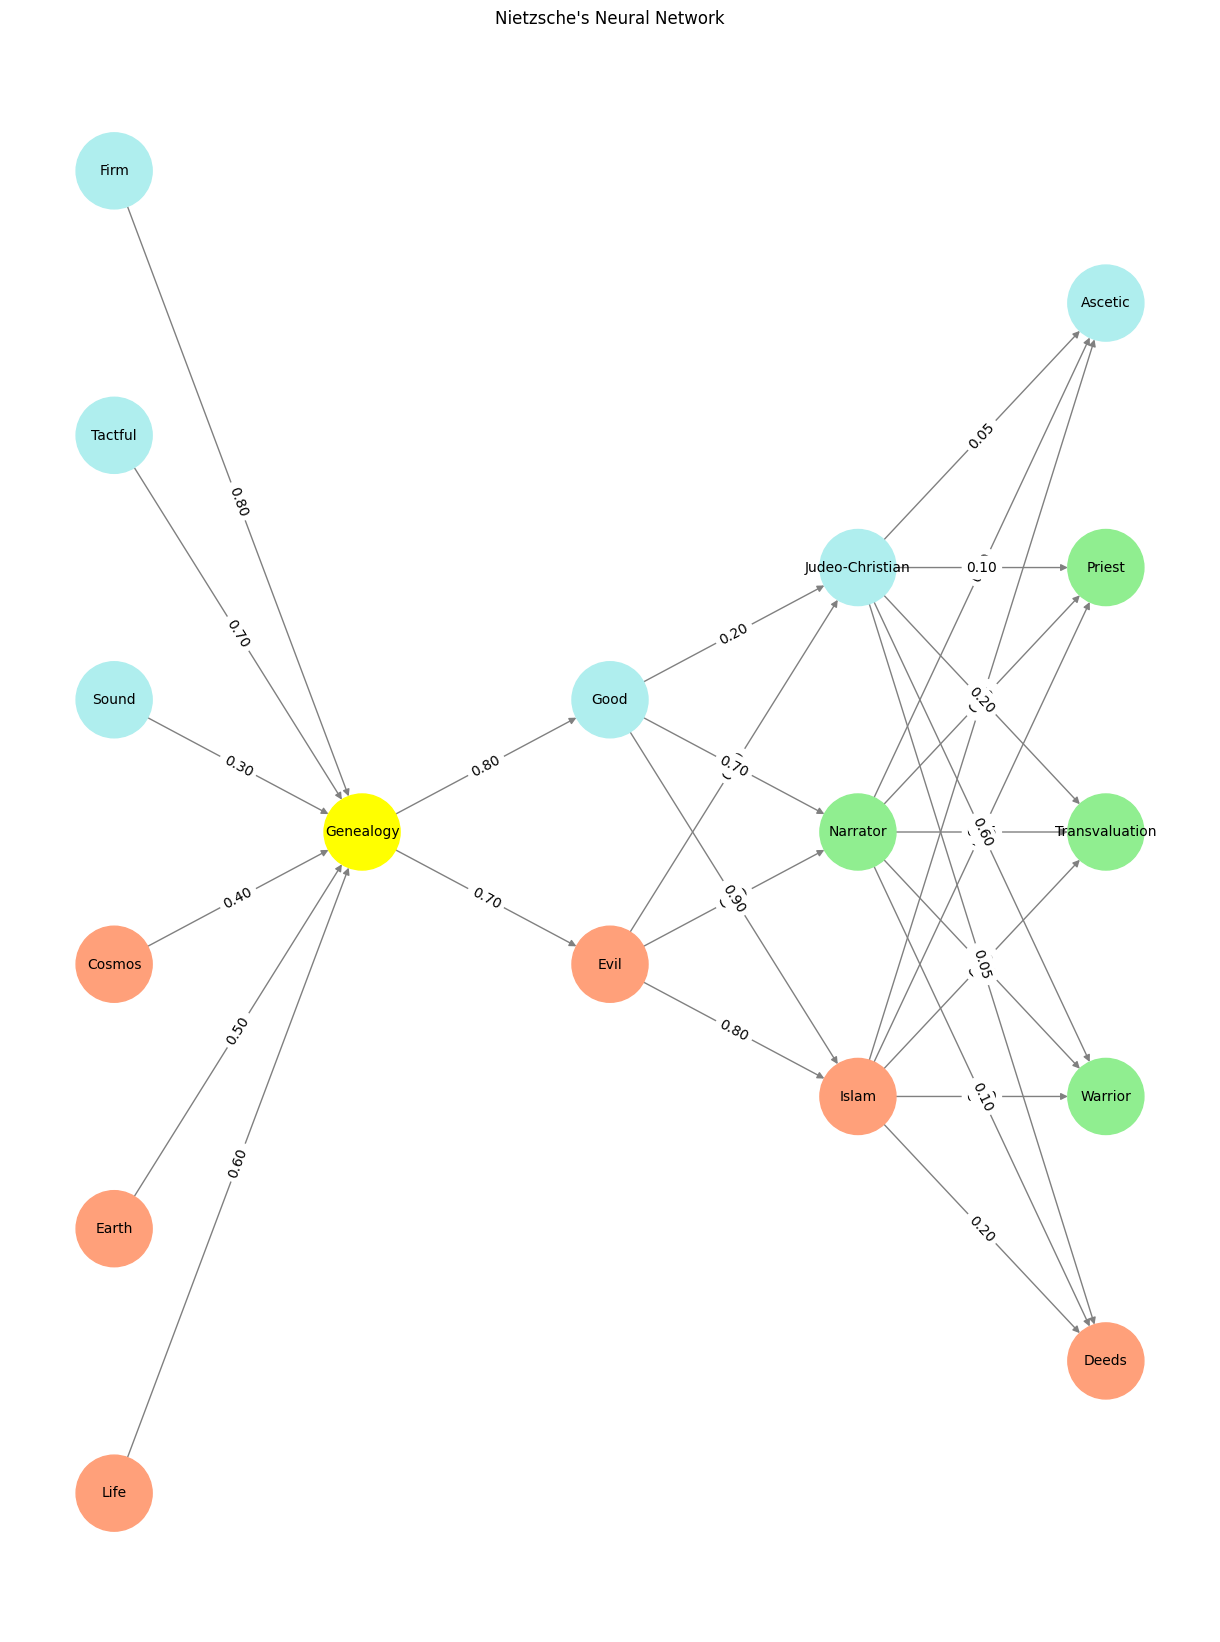 Nietzsche's Neural Network
Firm
Tactful
Sound
Cosmos
Earth
Life
0.80
0.70
0.30
0.40
0.50
0.60
Genealogy
0.80
0.70
Good
Evil
0.20
0.70
0.90
0.80
Judeo-Christian
Narrator
Islam
0.05
0.10
0.20
0.60
0.05
0.10
0.20
Ascetic
Priest
Transvaluation
Warrior
Deeds